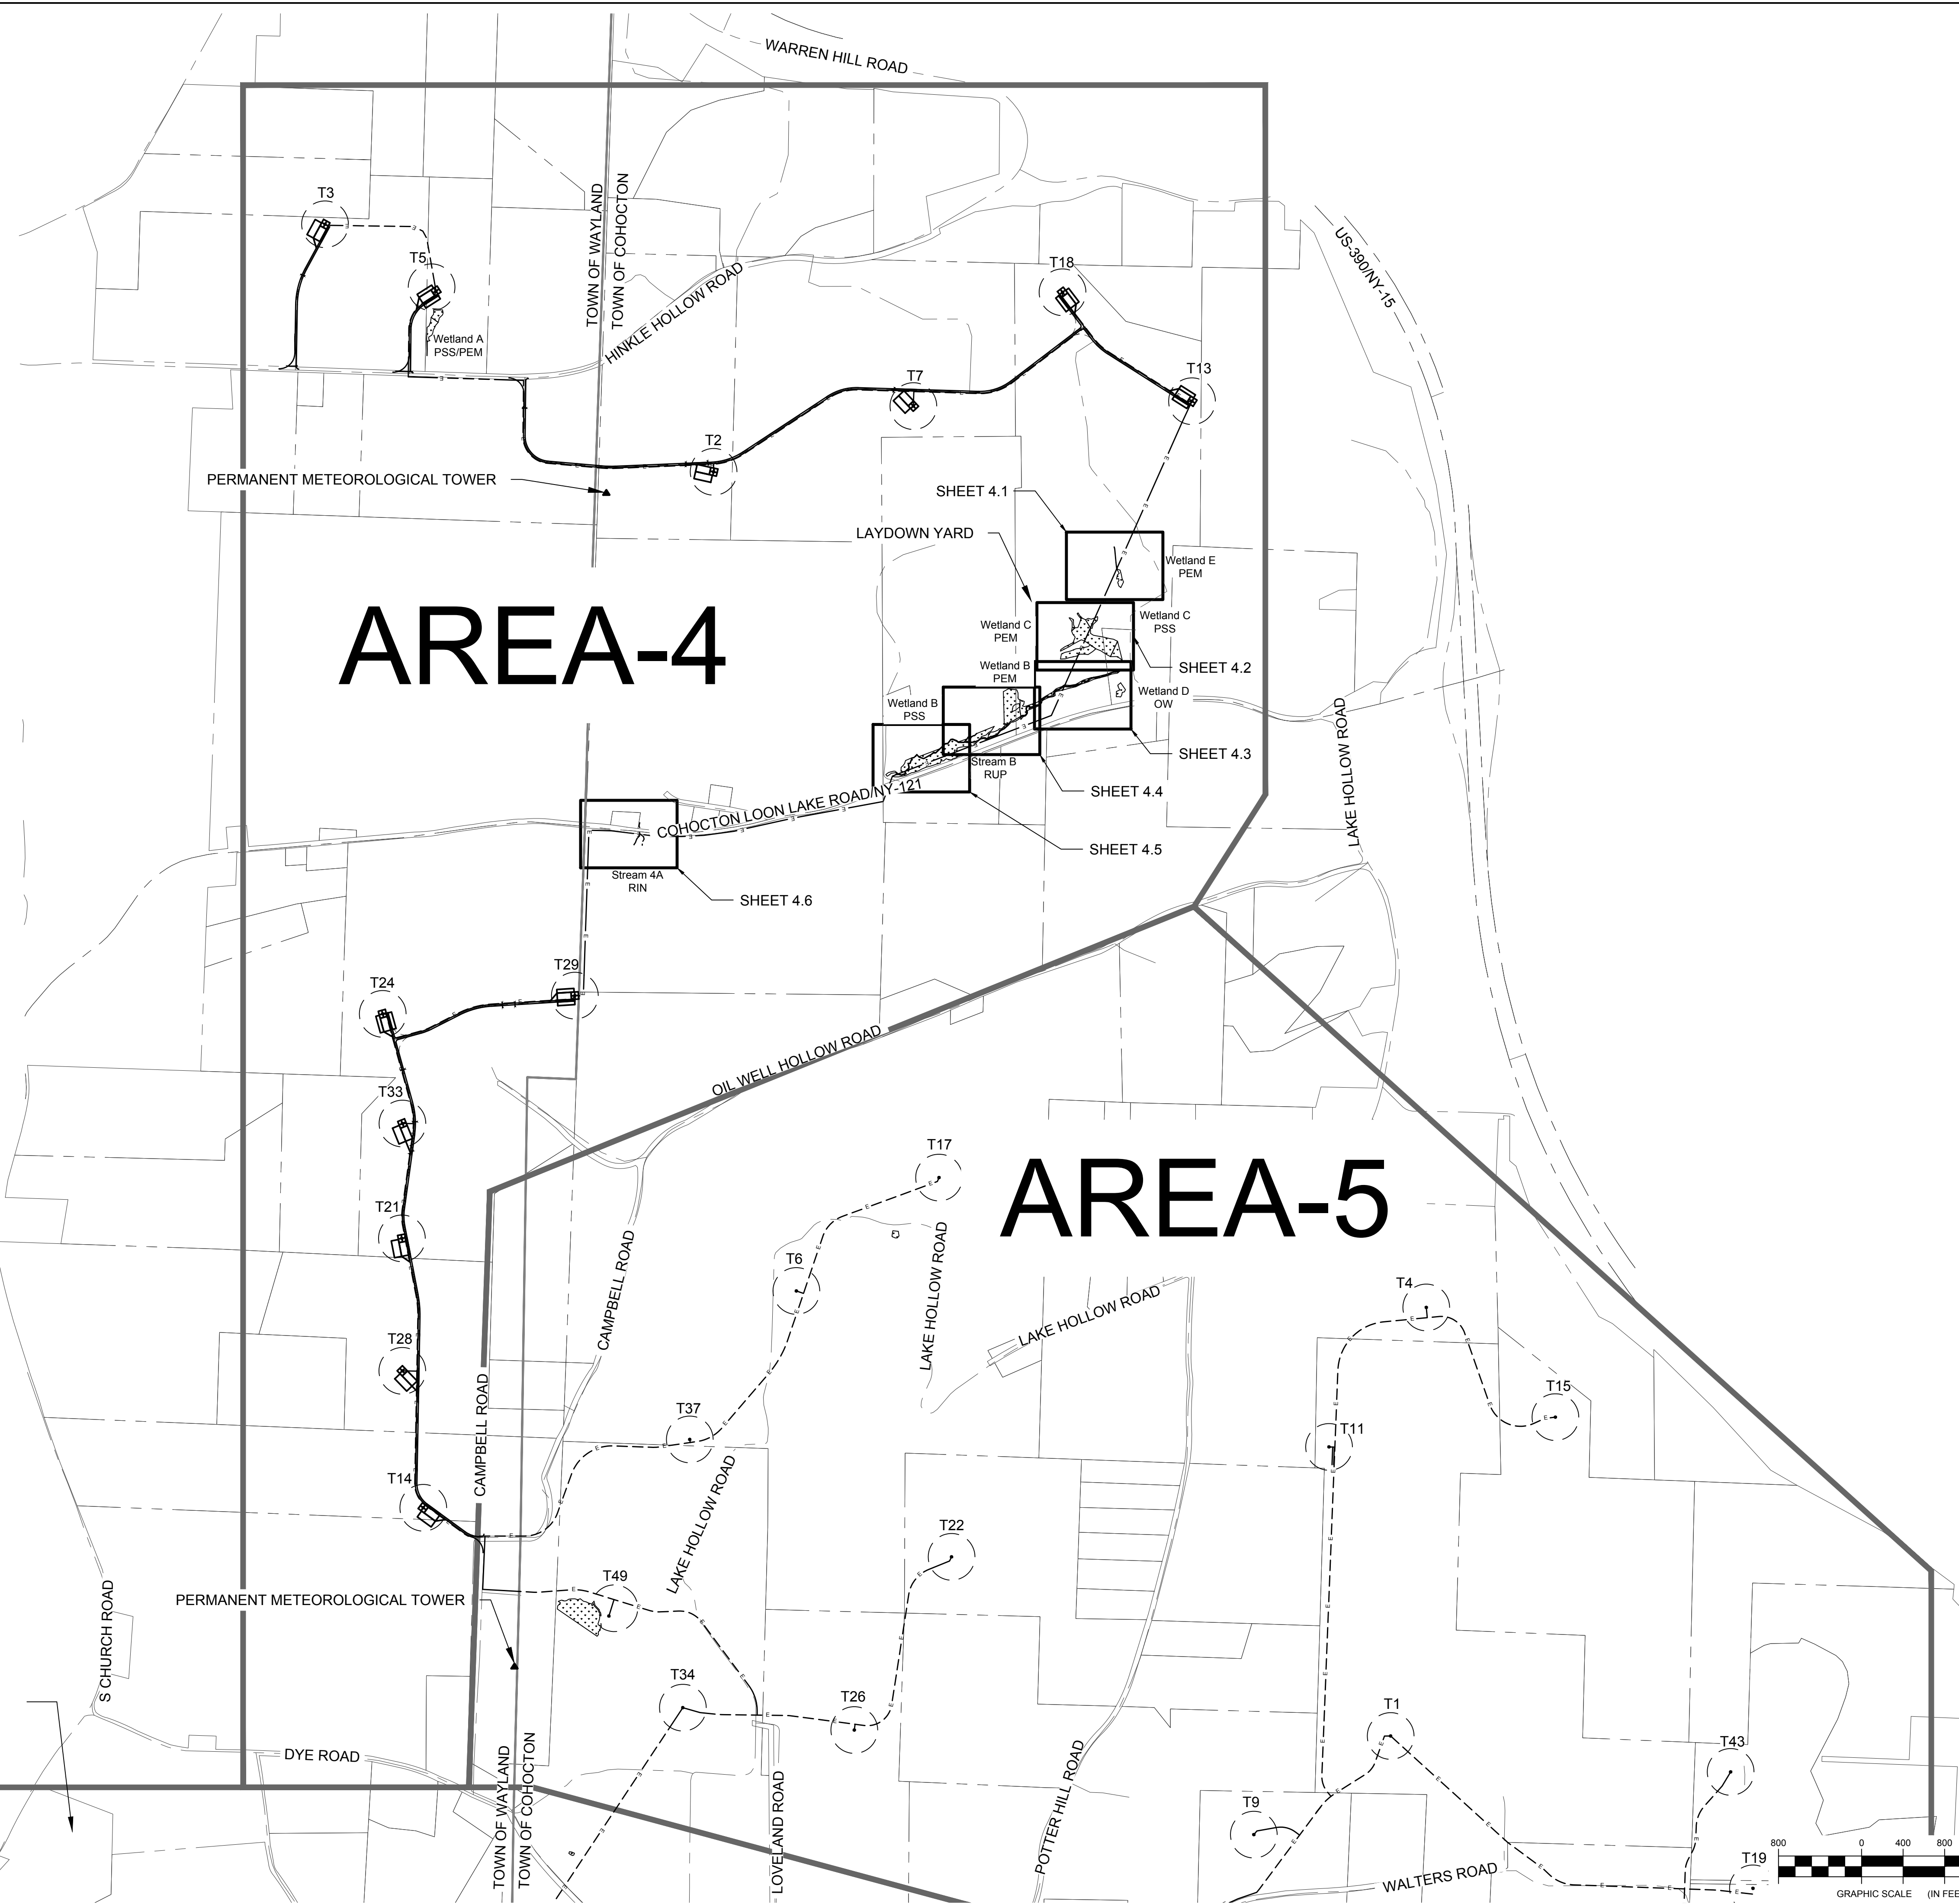 WARREN HILL ROAD
T3
TOWN OF WAYLAND
TOWN OF COHOCTON
T5
HINKLE HOLLOW ROAD
T18
US-390/NY-15
Wetland A
PSS/PEM
T7
T13
T2
PERMANENT METEOROLOGICAL TOWER
SHEET 4.1
LAYDOWN YARD
Wetland E
PEM
AREA-4
Wetland C
PEM
Wetland C
PSS
Wetland B
PEM
SHEET 4.2
Wetland B
PSS
Wetland D
OW
LAKE HOLLOW ROAD
SHEET 4.3
Stream B
RUP
SHEET 4.4
COHOCTON LOON LAKE ROAD/NY-121
SHEET 4.5
Stream 4A
RIN
SHEET 4.6
T29
T24
OIL WELL HOLLOW ROAD
T33
T17
AREA-5
T21
CAMPBELL ROAD
LAKE HOLLOW ROAD
T6
T4
LAKE HOLLOW ROAD
T28
CAMPBELL ROAD
T15
T37
T11
T14
LAKE HOLLOW ROAD
T22
S CHURCH ROAD
T49
PERMANENT METEOROLOGICAL TOWER
T34
T26
T1
DYE ROAD
TOWN OF WAYLAND
TOWN OF COHOCTON
LOVELAND ROAD
POTTER HILL ROAD
T43
T9
WALTERS ROAD
T19
800 0 400 800
GRAPHIC SCALE (IN FEE